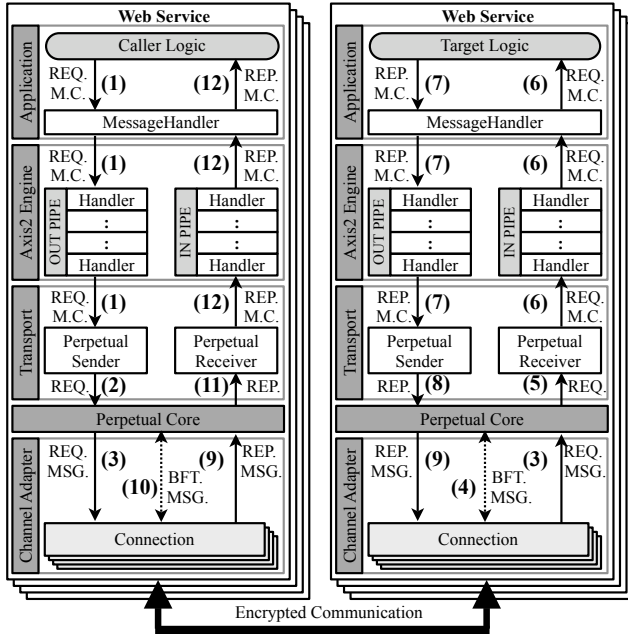 Web Service
Application
Caller Logic
REQ.
M.C.
(1)
(12)
REP.
M.C.
MessageHandler
Axis2 Engine
REQ.
M.C.
(1)
(12)
REP.
M.C.
OUT PIPE
Handler
:
:
Handler
IN PIPE
Handler
:
:
Handler
Transport
REQ.
M.C.
(1)
(12)
REP.
M.C.
Perpetual
Sender
Perpetual
Receiver
REQ.
(2)
(11)
REP.
Perpetual Core
Channel Adapter
REQ.
MSG.
(3)
(10)
BFT.
MSG.
(9)
REP.
MSG.
Connection
Web Service
Application
Target Logic
REP.
M.C.
(7)
(6)
REQ.
M.C.
MessageHandler
Axis2 Engine
REP.
M.C.
(7)
(6)
REQ.
M.C.
OUT PIPE
Handler
:
:
Handler
IN PIPE
Handler
:
:
Handler
Transport
REP.
M.C.
(7)
(6)
REQ.
M.C.
Perpetual
Sender
Perpetual
Receiver
REP.
(8)
(5)
REQ.
Perpetual Core
Channel Adapter
REP.
MSG.
(9)
(4)
BFT.
MSG.
(3)
REQ.
MSG.
Connection
Encrypted Communication